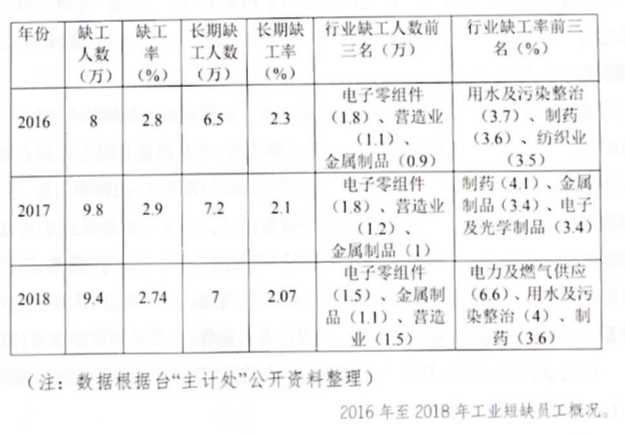 年份 缺工人数（万） 缺工率（%） 长期缺工人数（万） 长期缺工率（%） 行业缺工人数前三名（万） 行业缺工率前三名（%）
2016 8 2.8 6.5 2.3 电子零组件（1.8）、营造业（1.1）、金属制品（0.9） 用水及污染整治（3.7）、制药（3.6）、纺织业（3.5）
2017 9.8 2.9 7.2 2.1 电子零组件（1.8）、营造业（1.2）、金属制品（1） 制药（4.1）、金属制品（3.4）、电子及光学制品（3.4）
2018 9.4 2.74 7 2.07 电子零组件（1.5）、金属制品（1.1）、营造业（1.5） 电力及燃气供应（6.6）、用水及污染整治（4）、制药（3.6）
（注：数据根据台“主计处”公开资料整理）
2016年至2018年工业短缺员工概况。